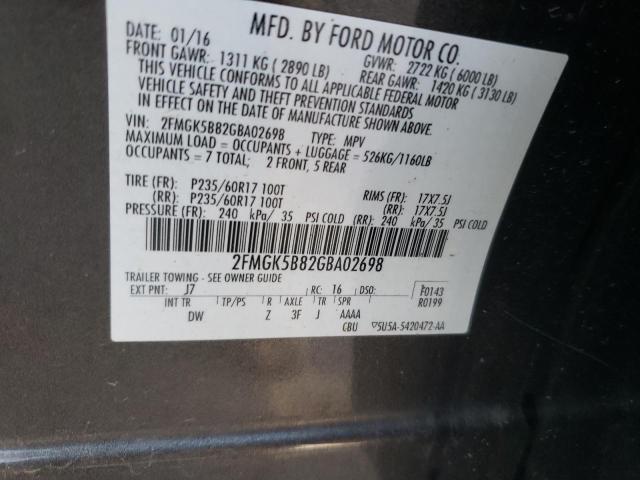 MFD. BY FORD MOTOR CO.
DATE: 01/16 GVWR: 2722 KG ( 6000 LB)
FRONT GAWR: 1311 KG ( 2890 LB) REAR GAWR: 1420 KG ( 3130 LB)
THIS VEHICLE CONFORMS TO ALL APPLICABLE FEDERAL MOTOR
VEHICLE SAFETY AND THEFT PREVENTION STANDARDS
IN EFFECT ON THE DATE OF MANUFACTURE SHOWN ABOVE.
VIN: 2FMGK5B82GBA02698 TYPE: MPV
MAXIMUM LOAD = OCCUPANTS + LUGGAGE = 526KG/1160LB
OCCUPANTS = 7 TOTAL; 2 FRONT, 5 REAR
TIRE (FR): P235/60R17 100T RIMS (FR): 17X7.5J
(RR): P235/60R17 100T (RR): 17X7.5J
PRESSURE (FR): 240 kPa/ 35 PSI COLD (RR): 240 kPa/ 35 PSI COLD
2FMGK5B82GBA02698
TRAILER TOWING - SEE OWNER GUIDE
EXT PNT: J7 RC: 16 DSO: F0143
INT TR TP/PS R AXLE TR SPR R0199
DW Z 3F J AAAA
CBU 5U5A-5420472-AA